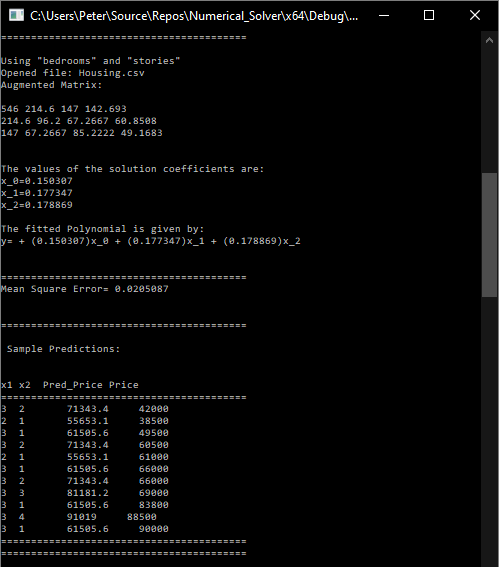 C:\Users\Peter\Source\Repos\Numerical_Solver\x64\Debug\...
=========================================
Using "bedrooms" and "stories"
Opened file: Housing.csv
Augmented Matrix:
546 214.6 147 142.693
214.6 96.2 67.2667 60.8508
147 67.2667 85.2222 49.1683
The values of the solution coefficients are:
x_0=0.150307
x_1=0.177347
x_2=0.178869
The fitted Polynomial is given by:
y= + (0.150307)x_0 + (0.177347)x_1 + (0.178869)x_2
=========================================
Mean Square Error= 0.0205087
=========================================
Sample Predictions:
x1 x2  Pred_Price Price
=========================================
3  2       71343.4     42000
2  1       55653.1     38500
3  1       61505.6     49500
3  2       71343.4     60500
2  1       55653.1     61000
3  1       61505.6     66000
3  2       71343.4     66000
3  3       81181.2     69000
3  1       61505.6     83800
3  4       91019     88500
3  1       61505.6     90000
=========================================
=========================================